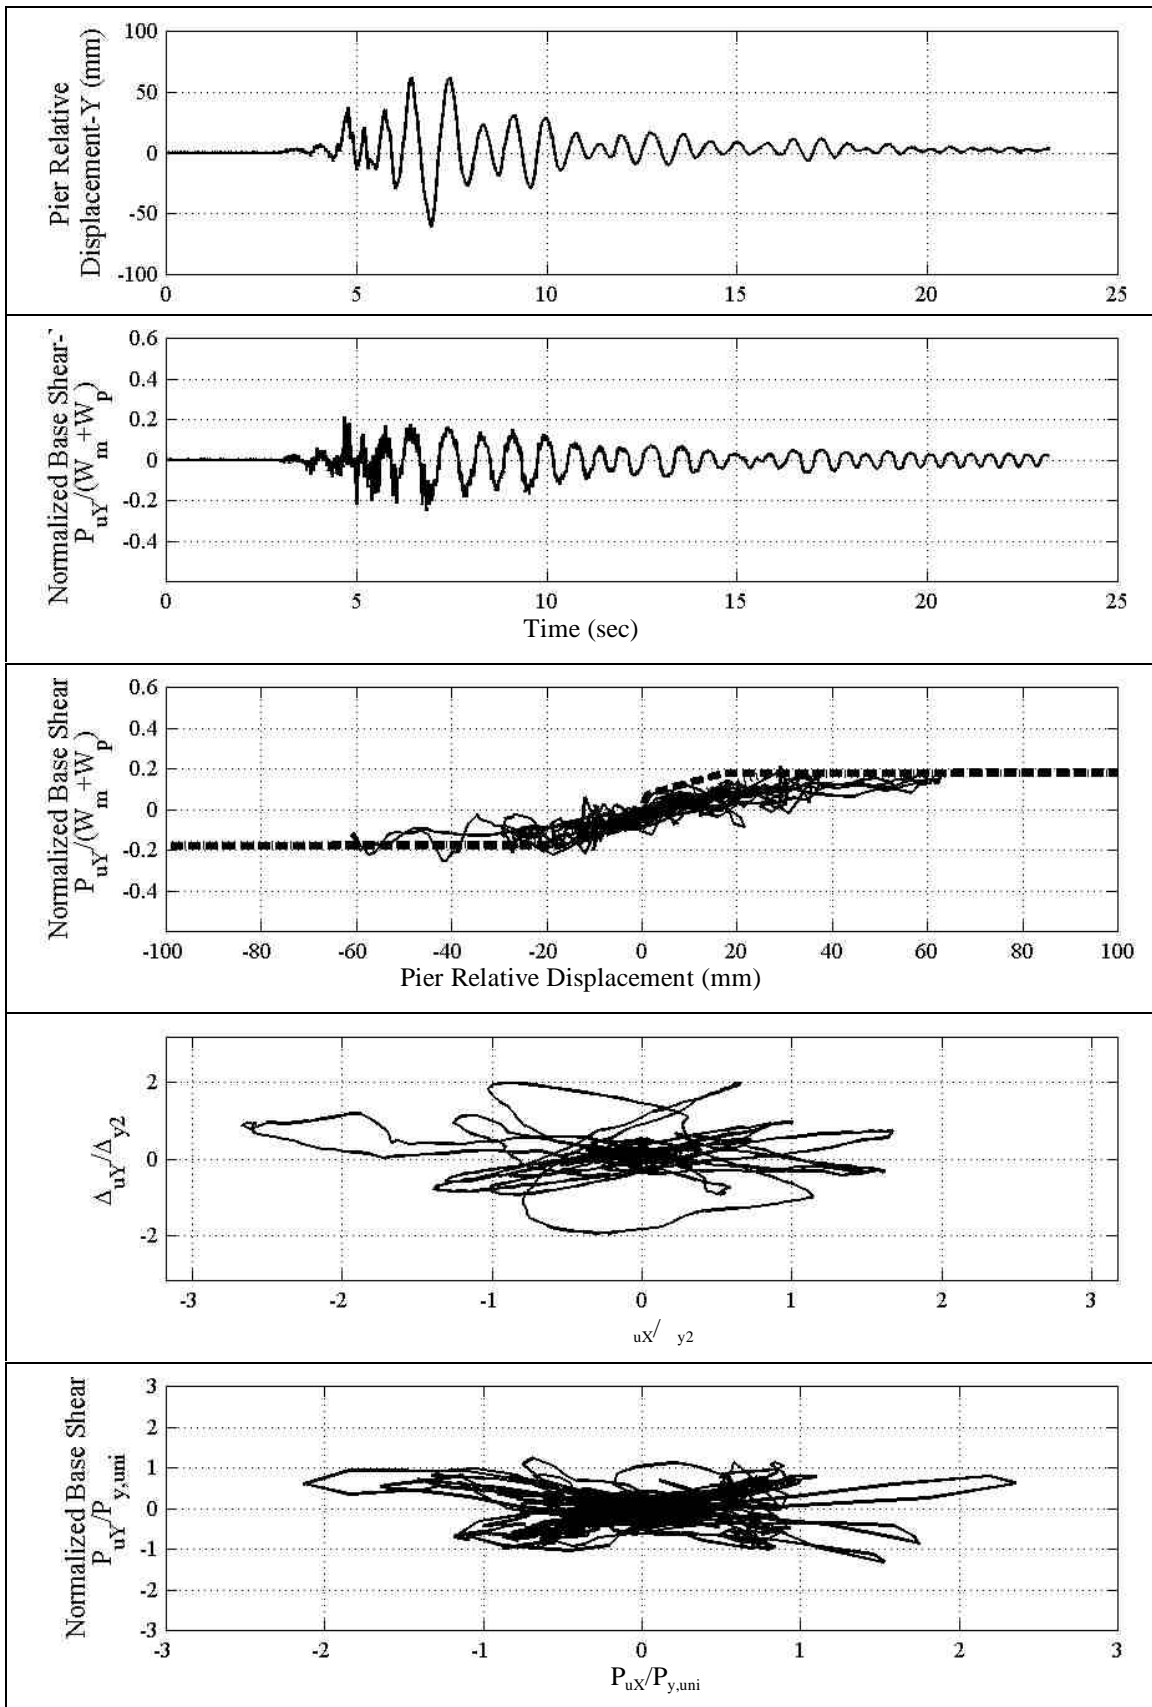 Pier Relative
Displacement-Y (mm)
100
50
0
-50
-100
0 5 10 15 20 25
Normalized Base Shear-
P_uY/(W_m+W_p)
0.6
0.4
0.2
0
-0.2
-0.4
0 5 10 15 20 25
Time (sec)
Normalized Base Shear
P_uY/(W_m+W_p)
0.6
0.4
0.2
0
-0.2
-0.4
-100 -80 -60 -40 -20 0 20 40 60 80 100
Pier Relative Displacement (mm)
Δ_uY/Δ_y2
2
0
-2
-3 -2 -1 0 1 2 3
uX/ y2
Normalized Base Shear
P_uY/P_y,uni
3
2
1
0
-1
-2
-3
-3 -2 -1 0 1 2 3
P_uX/P_y,uni